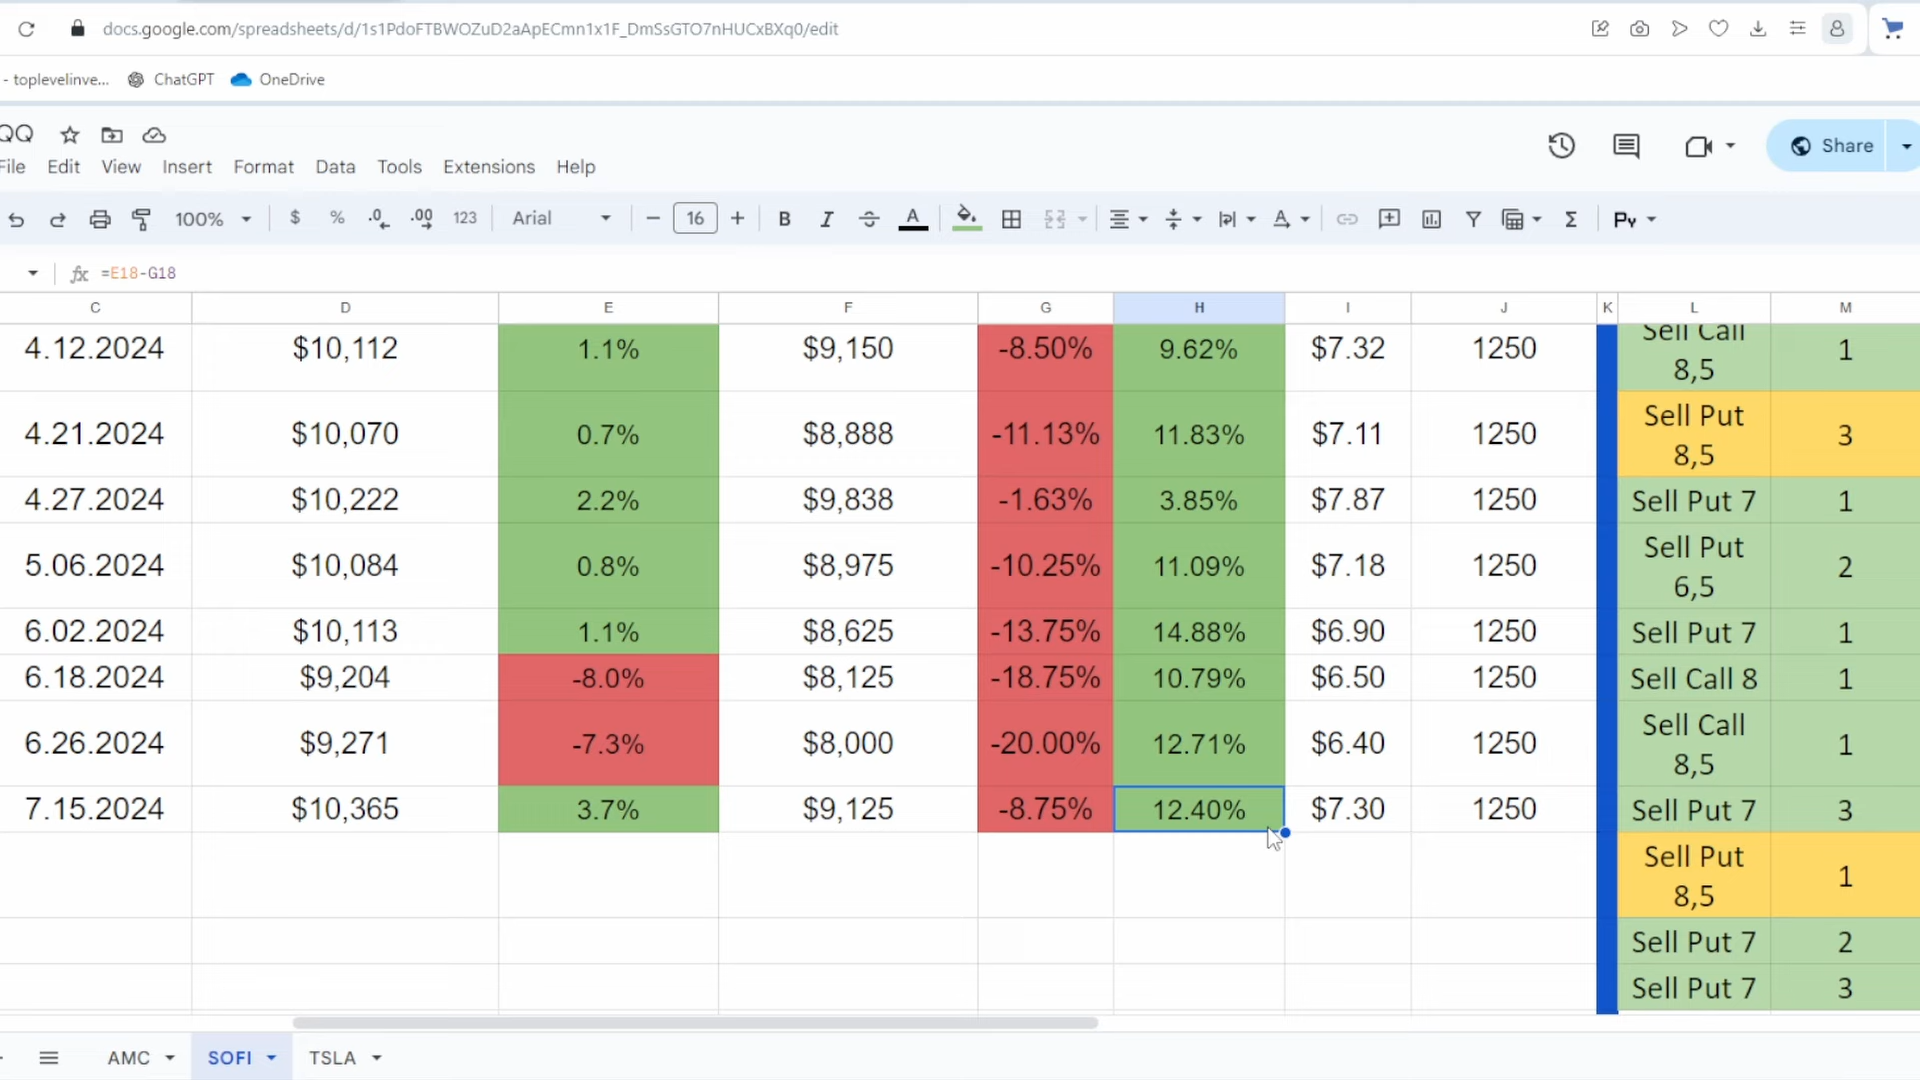 docs.google.com/spreadsheets/d/1s1PdoFTBWOZuD2aApECmn1x1F_DmSsGTO7nHUCxBXq0/edit
- toplevelinve... ChatGPT OneDrive
QQ
File Edit View Insert Format Data Tools Extensions Help
Share
100% $ % .0 .00 123 Arial − 16 + B I A Σ Py
fx =E18-G18
C D E F G H I J K L M
4.12.2024 $10,112 1.1% $9,150 -8.50% 9.62% $7.32 1250 Sell Call 8,5 1
4.21.2024 $10,070 0.7% $8,888 -11.13% 11.83% $7.11 1250 Sell Put 8,5 3
4.27.2024 $10,222 2.2% $9,838 -1.63% 3.85% $7.87 1250 Sell Put 7 1
5.06.2024 $10,084 0.8% $8,975 -10.25% 11.09% $7.18 1250 Sell Put 6,5 2
6.02.2024 $10,113 1.1% $8,625 -13.75% 14.88% $6.90 1250 Sell Put 7 1
6.18.2024 $9,204 -8.0% $8,125 -18.75% 10.79% $6.50 1250 Sell Call 8 1
6.26.2024 $9,271 -7.3% $8,000 -20.00% 12.71% $6.40 1250 Sell Call 8,5 1
7.15.2024 $10,365 3.7% $9,125 -8.75% 12.40% $7.30 1250 Sell Put 7 3
Sell Put 8,5 1
Sell Put 7 2
Sell Put 7 3
AMC SOFI TSLA